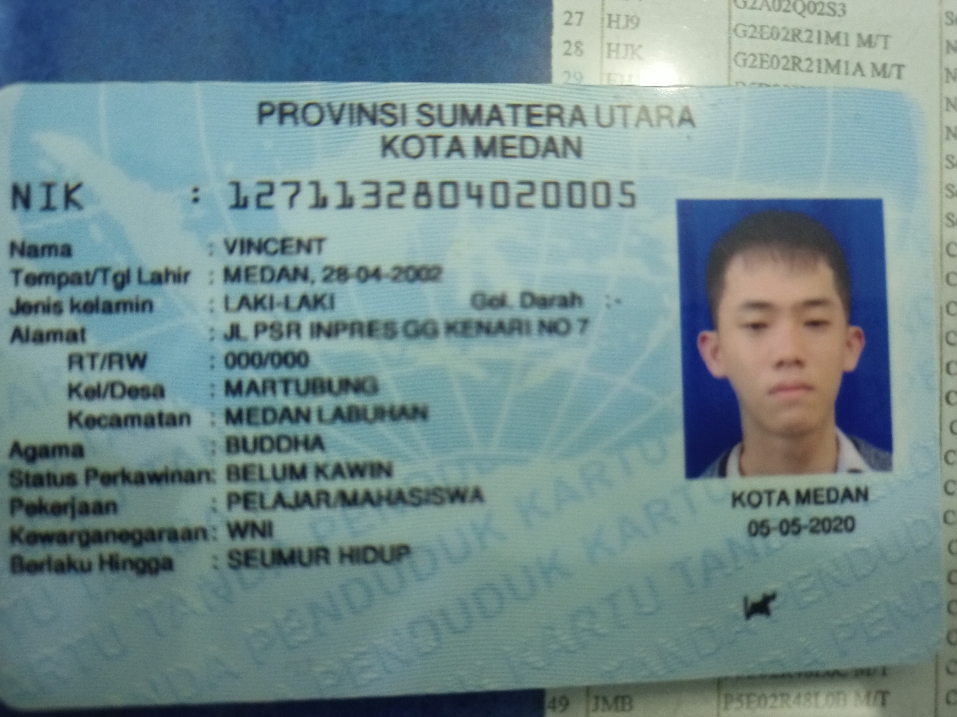 G2A02Q02S3
27 HJ9 G2E02R21M1 M/T
28 HJK G2E02R21M1A M/T
29
PROVINSI SUMATERA UTARA
KOTA MEDAN
NIK : 1271132804020005
Nama : VINCENT
Tempat/Tgl Lahir : MEDAN, 28-04-2002
Jenis kelamin : LAKI-LAKI Gol. Darah : -
Alamat : JL PSR INPRES GG KENARI NO 7
RT/RW : 000/000
Kel/Desa : MARTUBUNG
Kecamatan : MEDAN LABUHAN
Agama : BUDDHA
Status Perkawinan: BELUM KAWIN
Pekerjaan : PELAJAR/MAHASISWA
Kewarganegaraan: WNI
Berlaku Hingga : SEUMUR HIDUP
KOTA MEDAN
05-05-2020
49 JMB P5E02R48L0B M/T